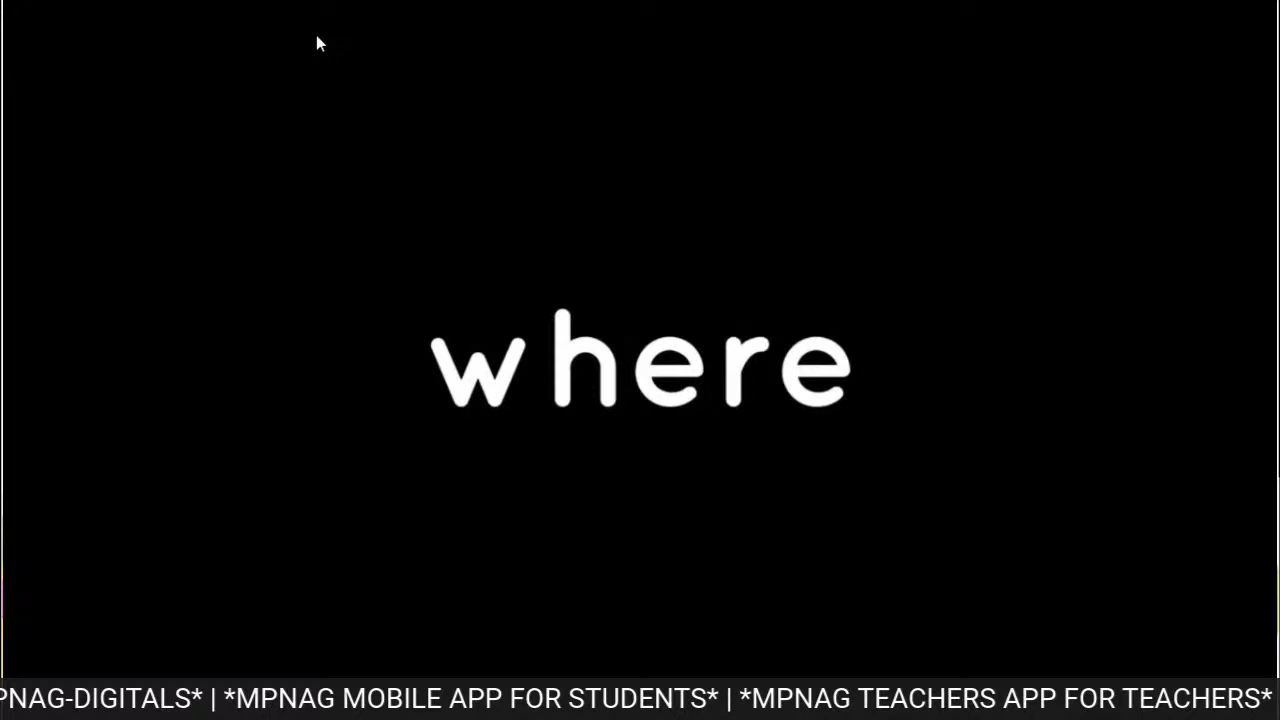 where
PNAG-DIGITALS* | *MPNAG MOBILE APP FOR STUDENTS* | *MPNAG TEACHERS APP FOR TEACHERS*